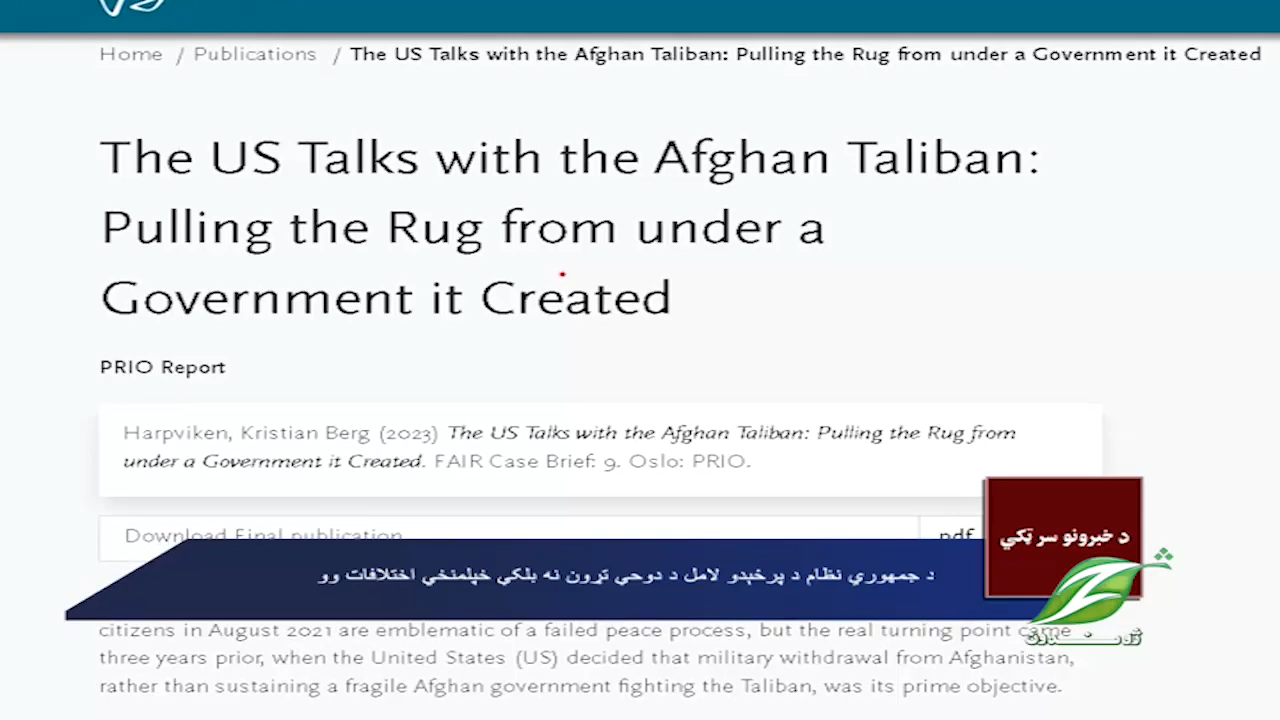 Home / Publications / The US Talks with the Afghan Taliban: Pulling the Rug from under a Government it Created
The US Talks with the Afghan Taliban:
Pulling the Rug from under a
Government it Created
PRIO Report
Harpviken, Kristian Berg (2023) The US Talks with the Afghan Taliban: Pulling the Rug from
under a Government it Created. FAIR Case Brief: 9. Oslo: PRIO.
Download Final publication pdf
د خبرونو سر ټکي
د جمهوري نظام د پرځېدو لامل د دوحې تړون نه بلکې خپلمنځي اختلافات وو
ژوندون
citizens in August 2021 are emblematic of a failed peace process, but the real turning point came
three years prior, when the United States (US) decided that military withdrawal from Afghanistan,
rather than sustaining a fragile Afghan government fighting the Taliban, was its prime objective.